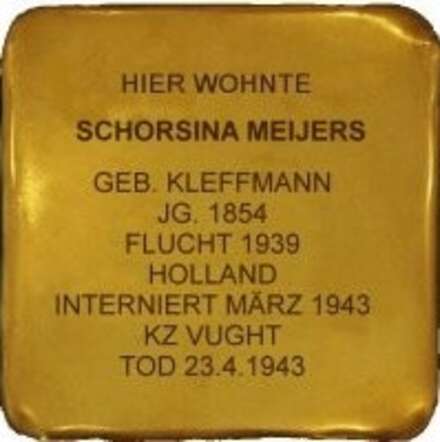 HIER WOHNTE
SCHORSINA MEIJERS
GEB. KLEFFMANN
JG. 1854
FLUCHT 1939
HOLLAND
INTERNIERT MÄRZ 1943
KZ VUGHT
TOD 23.4.1943